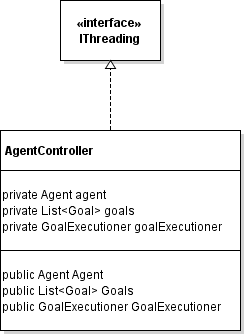 «interface»
IThreading
AgentController
private Agent agent
private List<Goal> goals
private GoalExecutioner goalExecutioner
public Agent Agent
public List<Goal> Goals
public GoalExecutioner GoalExecutioner